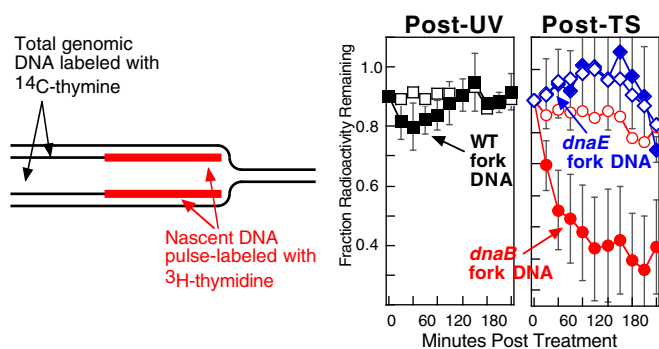 Total genomic
DNA labeled with
14C-thymine
Nascent DNA
pulse-labeled with
3H-thymidine
Post-UV
Post-TS
Fraction Radioactivity Remaining
1.0
0.8
0.6
0.4
WT
fork
DNA
dnaE
fork DNA
dnaB
fork DNA
0 60 120 180
0 60 120 180
Minutes Post Treatment